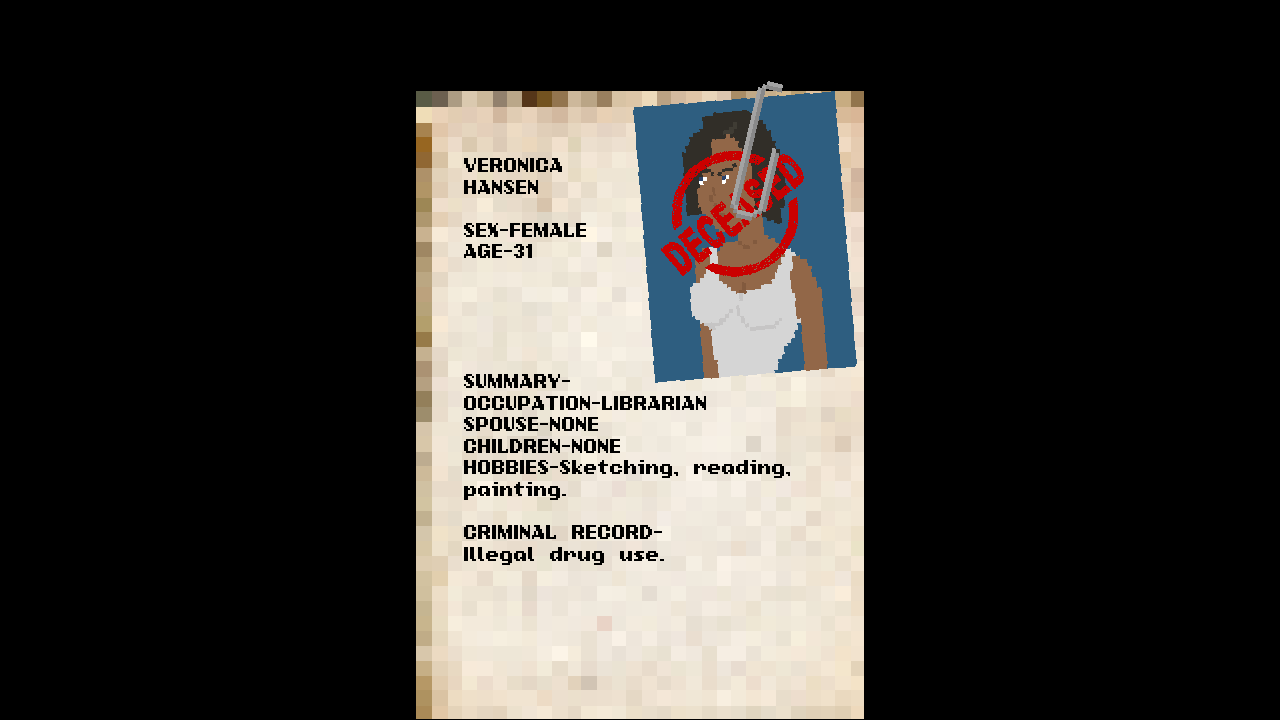 VERONICA
HANSEN
SEX-FEMALE
AGE-31
DECEASED
SUMMARY-
OCCUPATION-LIBRARIAN
SPOUSE-NONE
CHILDREN-NONE
HOBBIES-Sketching, reading,
painting.
CRIMINAL RECORD-
Illegal drug use.